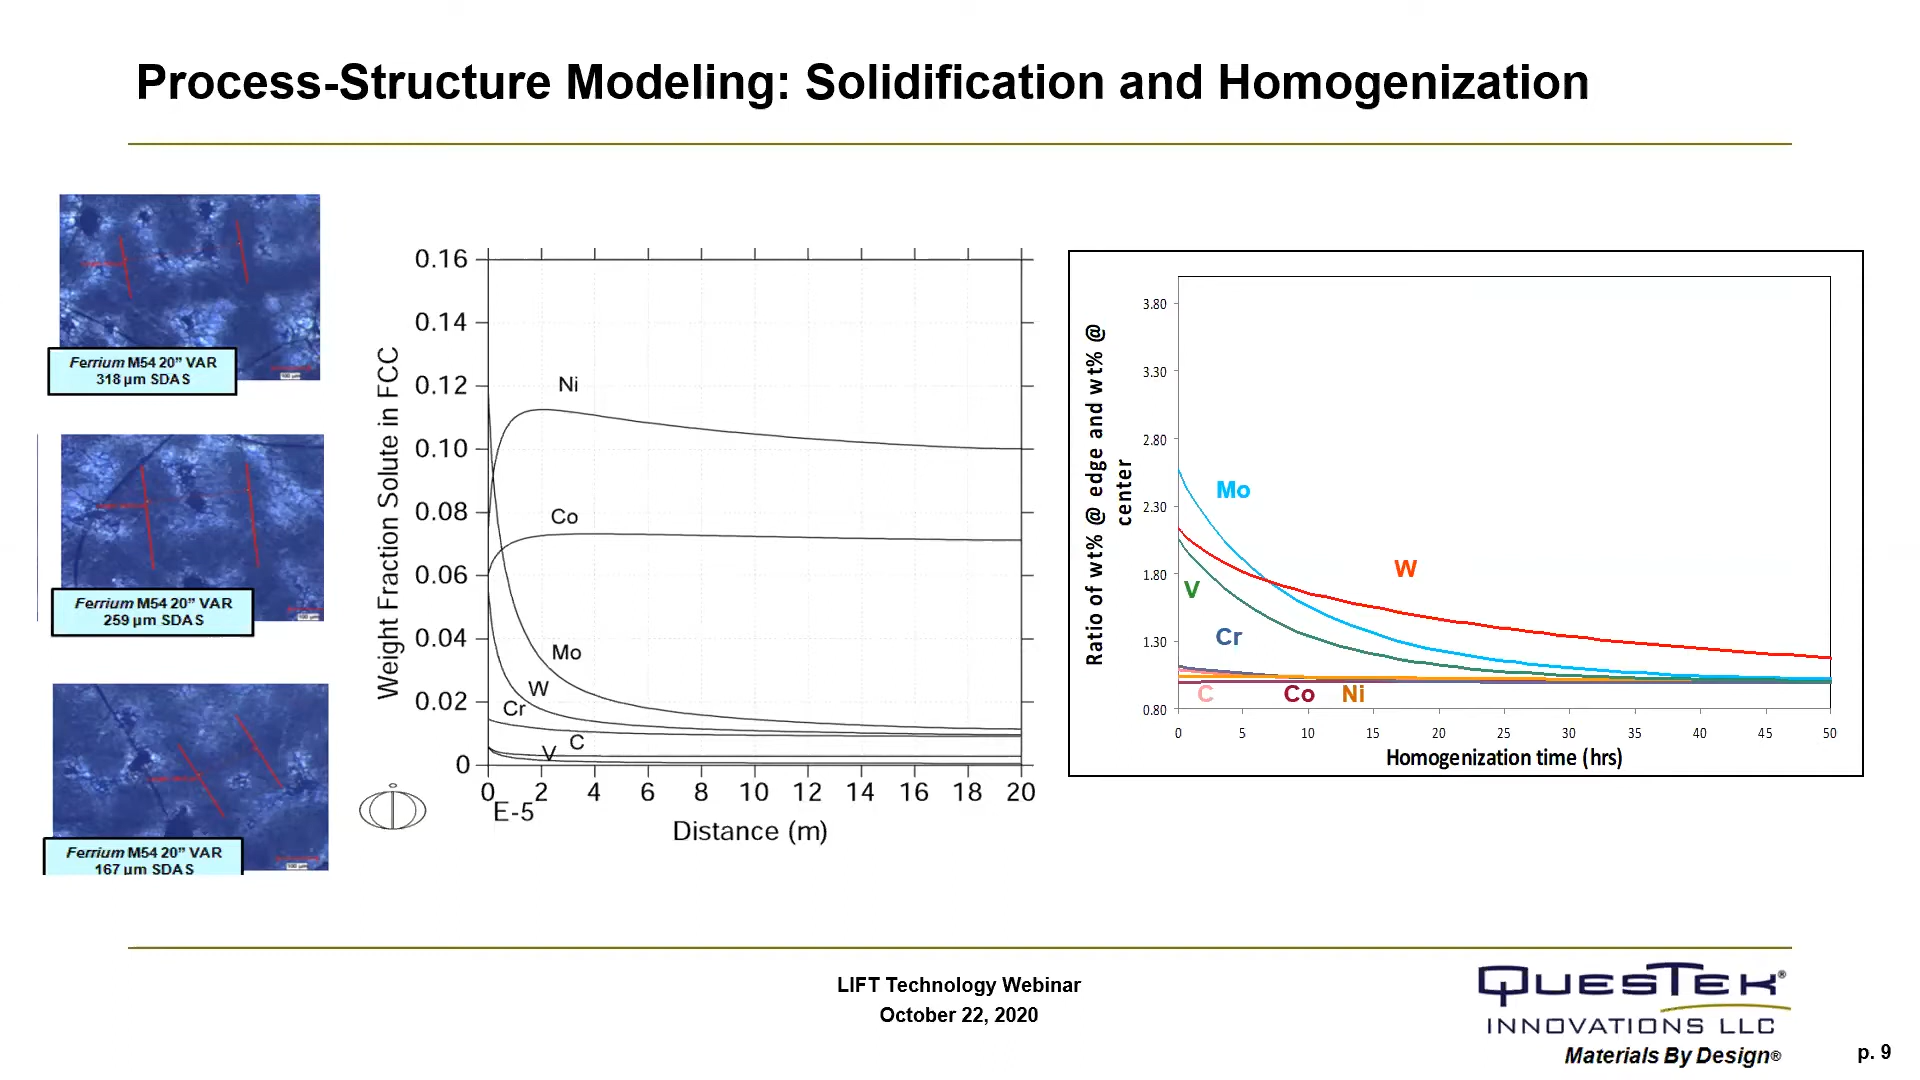 Process-Structure Modeling: Solidification and Homogenization
Ferrium M54 20” VAR
318 µm SDAS
100 µm
Ferrium M54 20” VAR
259 µm SDAS
100 µm
Ferrium M54 20” VAR
167 µm SDAS
100 µm
Weight Fraction Solute in FCC
0.16
0.14
0.12
0.10
0.08
0.06
0.04
0.02
0
Ni
Co
Mo
W
Cr
V
C
0 2 4 6 8 10 12 14 16 18 20
E-5
Distance (m)
Ratio of wt% @ edge and wt% @
center
3.80
3.30
2.80
2.30
1.80
1.30
0.80
Mo
W
V
Cr
C Co Ni
0 5 10 15 20 25 30 35 40 45 50
Homogenization time (hrs)
LIFT Technology Webinar
October 22, 2020
QUESTEK®
INNOVATIONS LLC
Materials By Design®
p. 9